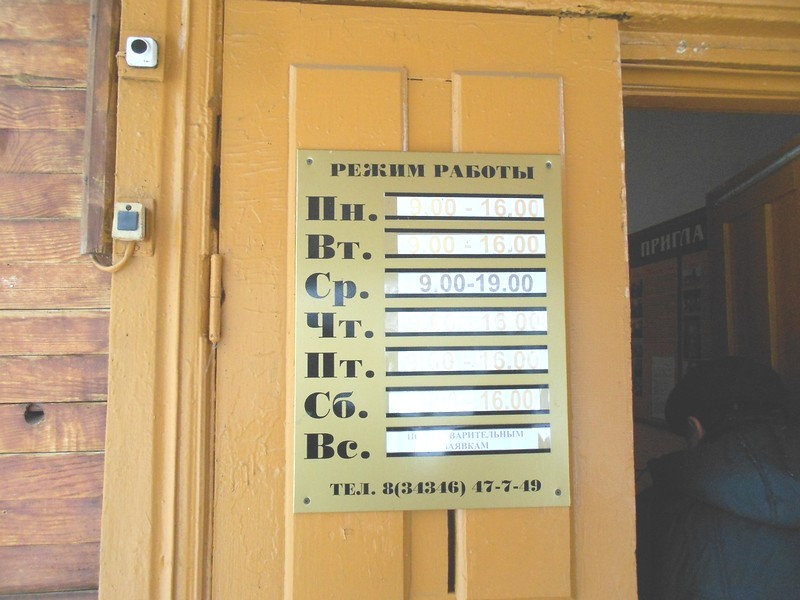 РЕЖИМ РАБОТЫ
Пн. 9.00 - 16.00
Вт. 9.00 - 16.00
Ср. 9.00-19.00
Чт. 16.00
Пт. - 16.00
Сб. 16.00
Вс.
ЗАЯВКАМ
ТЕЛ. 8(34346) 47-7-49
ПРИГЛА